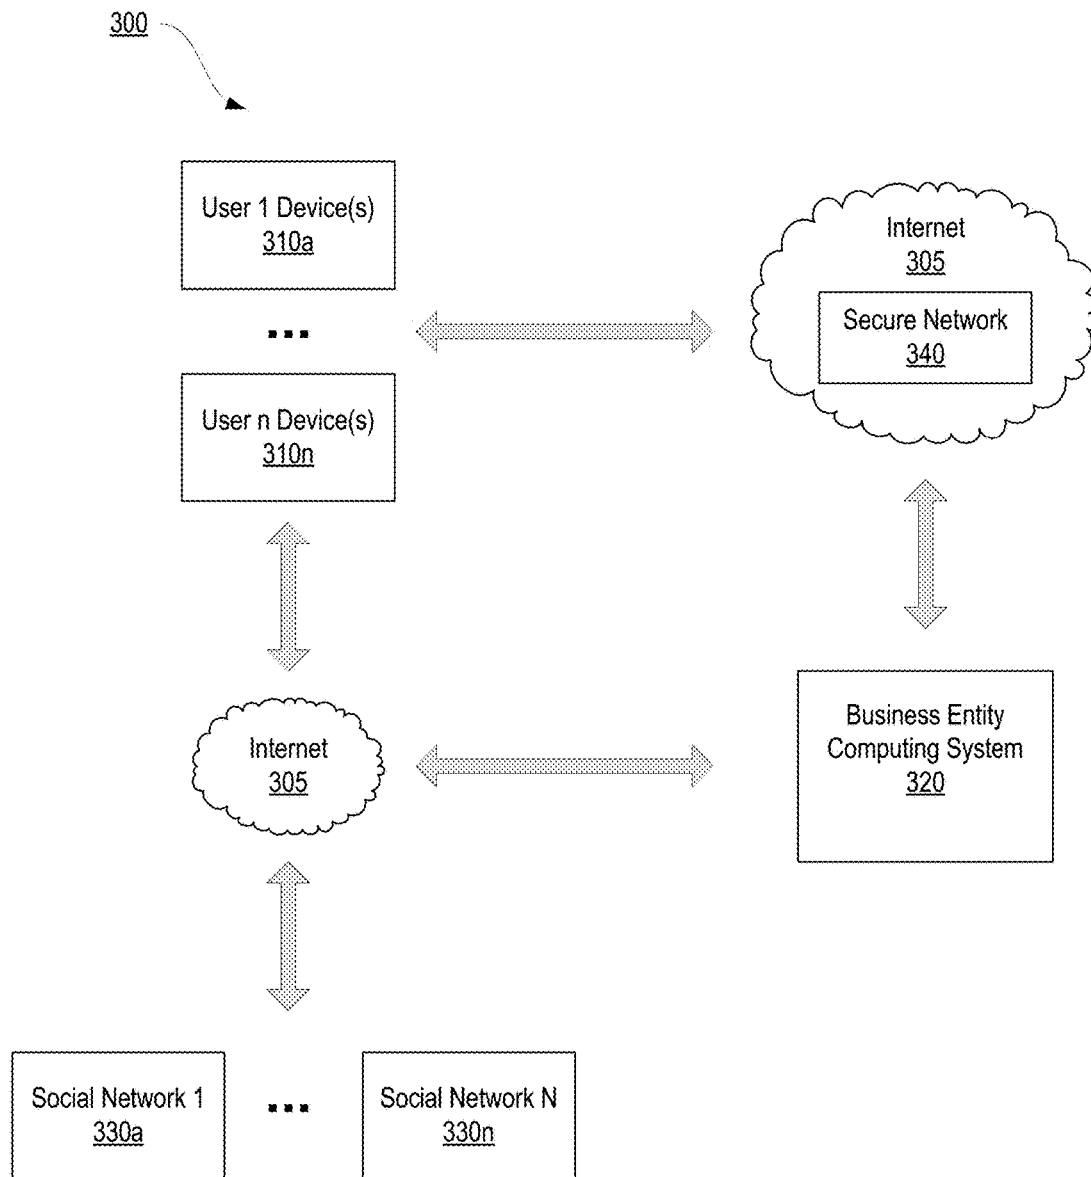 300
User 1 Device(s)
310a
...
User n Device(s)
310n
Internet
305
Secure Network
340
Internet
305
Business Entity
Computing System
320
Social Network 1
330a
...
Social Network N
330n